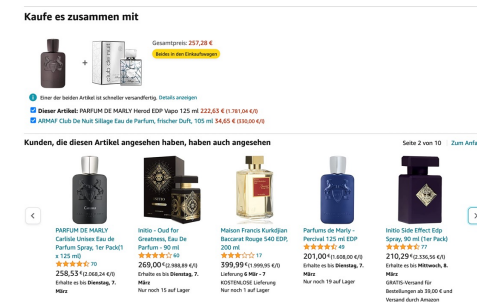 Kaufe es zusammen mit
Gesamtpreis: 257,28 €
Beides in den Einkaufswagen
+
Einer der beiden Artikel ist schneller versandfertig. Details anzeigen
Dieser Artikel: PARFUM DE MARLY Herod EDP Vapo 125 ml 222,63 € (1.781,04 €/l)
ARMAF Club De Nuit Sillage Eau de Parfum, frischer Duft, 105 ml 34,65 € (330,00 €/l)
Kunden, die diesen Artikel angesehen haben, haben auch angesehen
Seite 2 von 10
Zum Anfa
PARFUM DE MARLY
Carlisle Unisex Eau de
Parfum Spray, 1er Pack(1
x 125 ml)
70
258,53 € (2.068,24 €/l)
Erhalte es bis Dienstag, 7.
März
Initio - Oud for
Greatness, Eau De
Parfum - 90 ml
60
269,00 € (2.988,89 €/l)
Erhalte es bis Dienstag, 7.
März
Nur noch 15 auf Lager
Maison Francis Kurkdjian
Baccarat Rouge 540 EDP,
200 ml
17
399,99 € (1.999,95 €/l)
Lieferung 6 Mär - 7
KOSTENLOSE Lieferung
Nur noch 1 auf Lager
Parfums de Marly -
Percival 125 ml EDP
49
201,00 € (1.608,00 €/l)
Erhalte es bis Dienstag, 7.
März
Nur noch 19 auf Lager
Initio Side Effect Edp
Spray, 90 ml (1er Pack)
77
210,29 € (2.336,56 €/l)
Erhalte es bis Mittwoch, 8.
März
GRATIS-Versand für
Bestellungen ab 39,00 € und
Versand durch Amazon